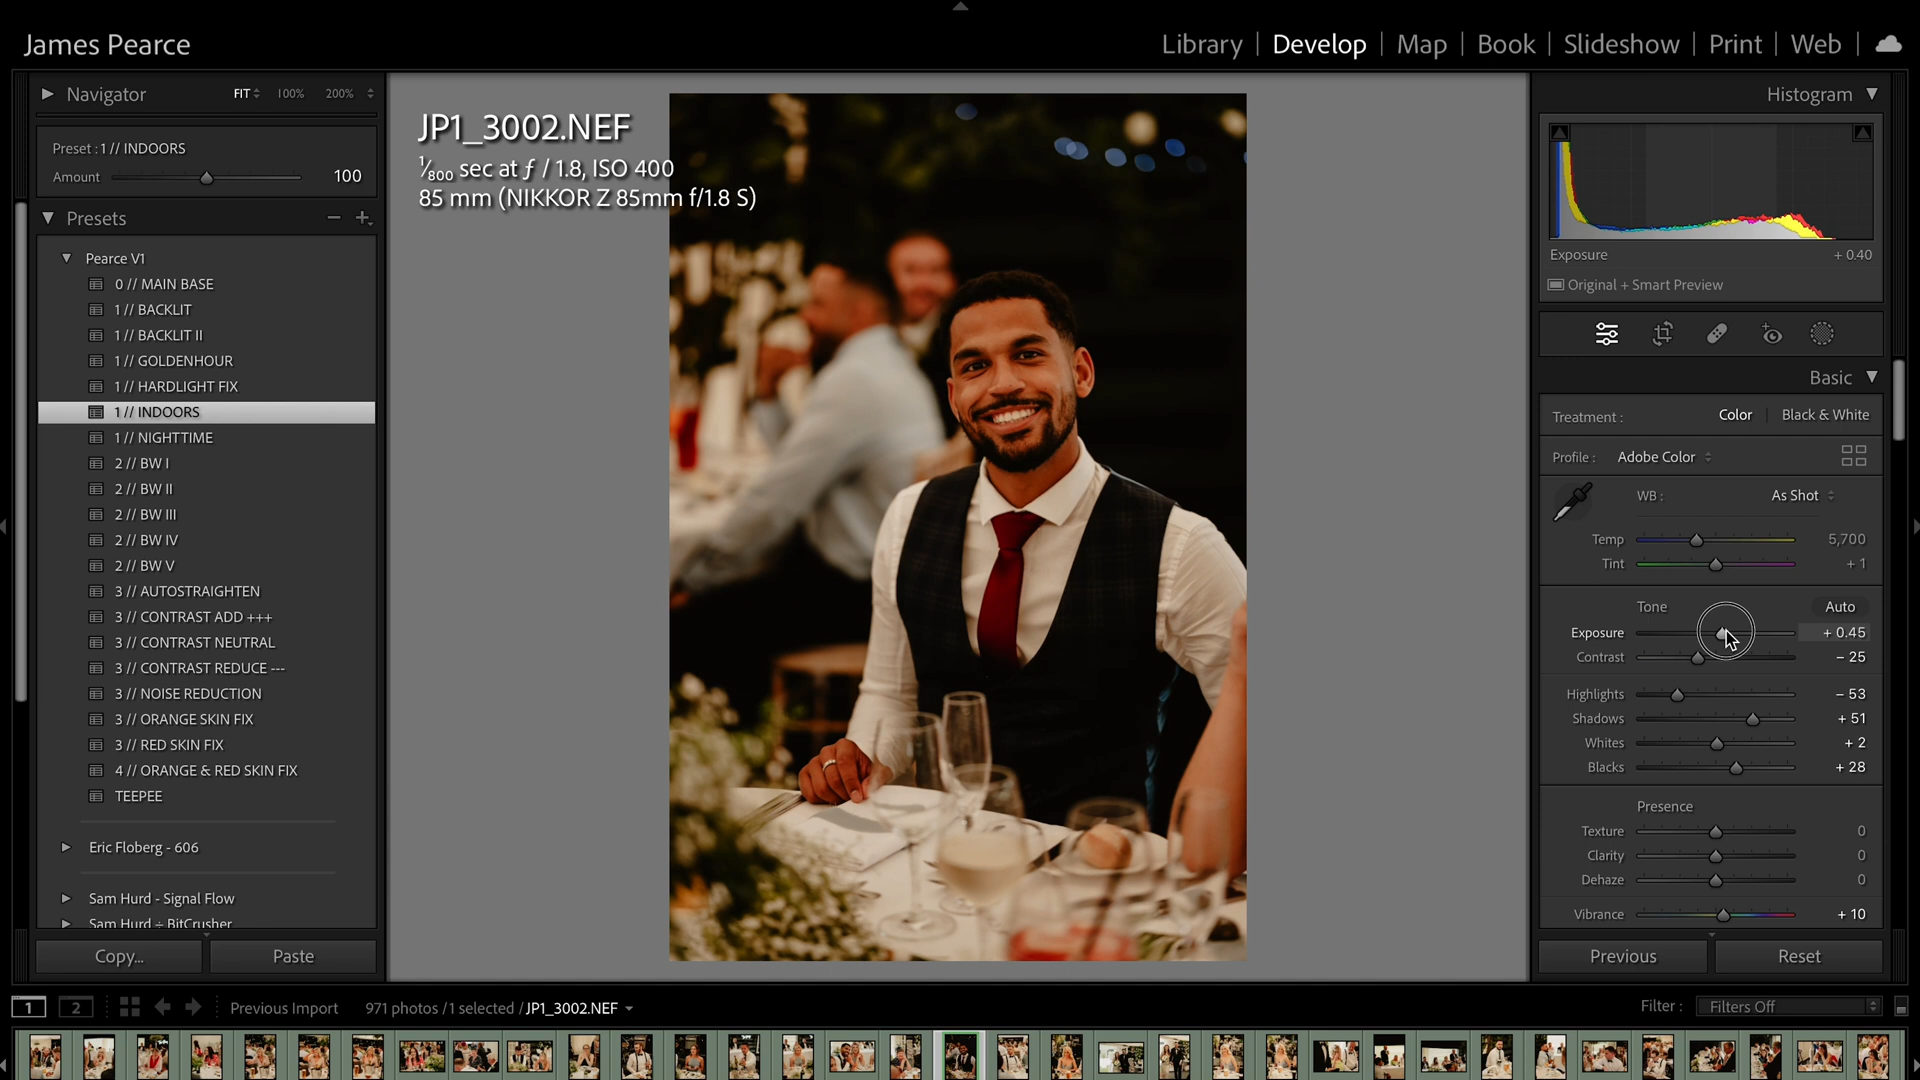 James Pearce
Library | Develop | Map | Book | Slideshow | Print | Web
Navigator FIT 100% 200%
Preset : 1 // INDOORS
Amount 100
Presets
Pearce V1
0 // MAIN BASE
1 // BACKLIT
1 // BACKLIT II
1 // GOLDENHOUR
1 // HARDLIGHT FIX
1 // INDOORS
1 // NIGHTTIME
2 // BW I
2 // BW II
2 // BW III
2 // BW IV
2 // BW V
3 // AUTOSTRAIGHTEN
3 // CONTRAST ADD +++
3 // CONTRAST NEUTRAL
3 // CONTRAST REDUCE ---
3 // NOISE REDUCTION
3 // ORANGE SKIN FIX
3 // RED SKIN FIX
4 // ORANGE & RED SKIN FIX
TEEPEE
Eric Floberg - 606
Sam Hurd - Signal Flow
Sam Hurd ÷ BitCrusher
Copy... Paste
JP1_3002.NEF
1/800 sec at ƒ / 1.8, ISO 400
85 mm (NIKKOR Z 85mm f/1.8 S)
Histogram
Exposure + 0.40
Original + Smart Preview
Basic
Treatment : Color | Black & White
Profile : Adobe Color
WB : As Shot
Temp 5,700
Tint + 1
Tone Auto
Exposure + 0.45
Contrast – 25
Highlights – 53
Shadows + 51
Whites + 2
Blacks + 28
Presence
Texture 0
Clarity 0
Dehaze 0
Vibrance + 10
Previous Reset
1 2 Previous Import 971 photos / 1 selected / JP1_3002.NEF
Filter : Filters Off